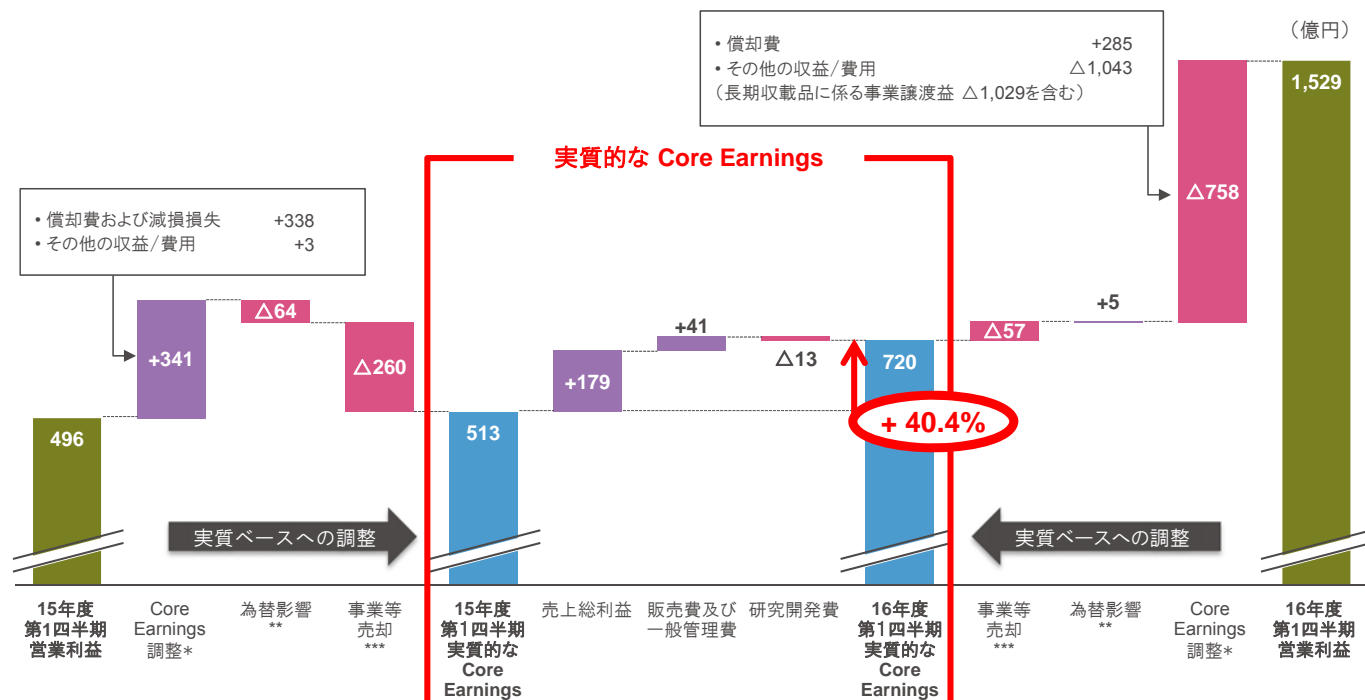 （億円）
• 償却費 +285
• その他の収益/費用 △1,043
（長期収載品に係る事業譲渡益 △1,029を含む）
実質的な Core Earnings
• 償却費および減損損失 +338
• その他の収益/費用 +3
496
+341
△64
△260
513
+179
+41
△13
720
+ 40.4%
△57
+5
△758
1,529
実質ベースへの調整
実質ベースへの調整
15年度
第1四半期
営業利益
Core
Earnings
調整*
為替影響
**
事業等
売却
***
15年度
第1四半期
実質的な
Core
Earnings
売上総利益
販売費及び
一般管理費
研究開発費
16年度
第1四半期
実質的な
Core
Earnings
事業等
売却
***
為替影響
**
Core
Earnings
調整*
16年度
第1四半期
営業利益